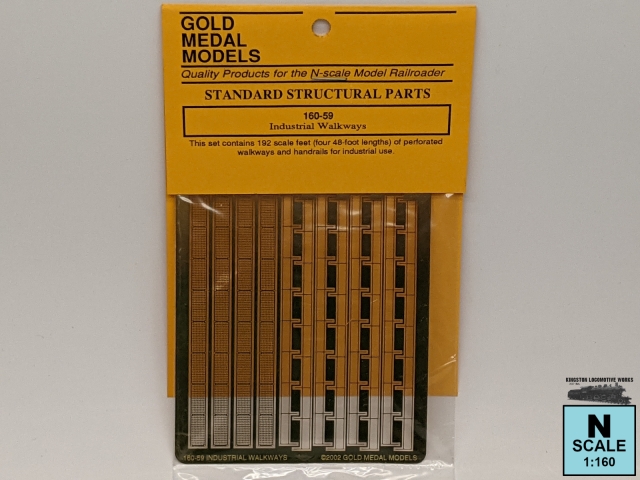 GOLD
MEDAL
MODELS
Quality Products for the N-scale Model Railroader
STANDARD STRUCTURAL PARTS
160-59
Industrial Walkways
This set contains 192 scale feet (four 48-foot lengths) of perforated
walkways and handrails for industrial use.
160-59 INDUSTRIAL WALKWAYS ©2002 GOLD MEDAL MODELS
KINGSTON LOCOMOTIVE WORKS
N
SCALE
1:160